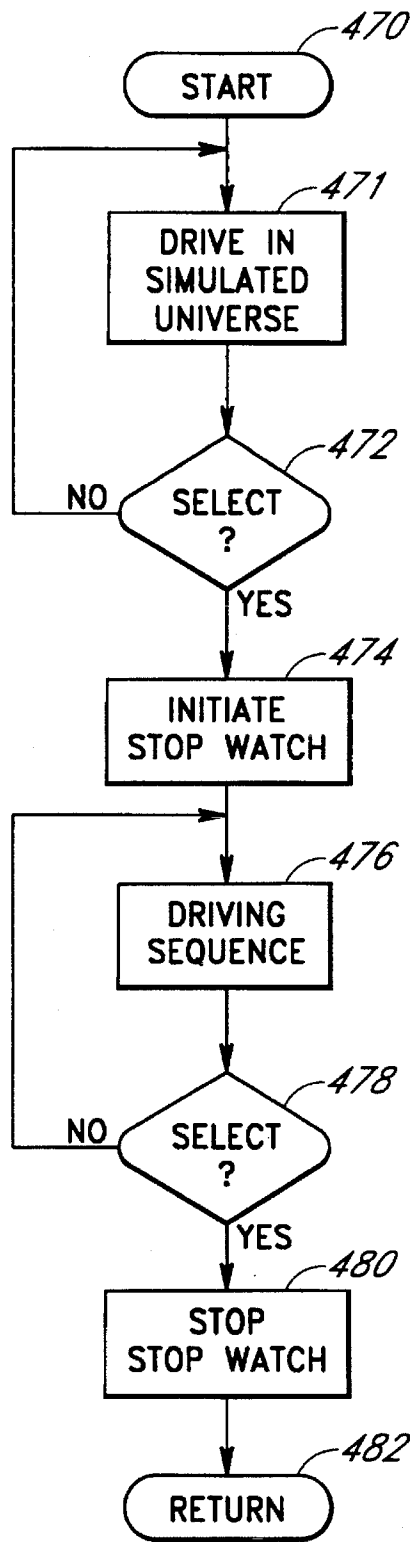 470
START
471
DRIVE IN
SIMULATED
UNIVERSE
472
SELECT
?
NO
YES
474
INITIATE
STOP WATCH
476
DRIVING
SEQUENCE
478
SELECT
?
NO
YES
480
STOP
STOP WATCH
482
RETURN